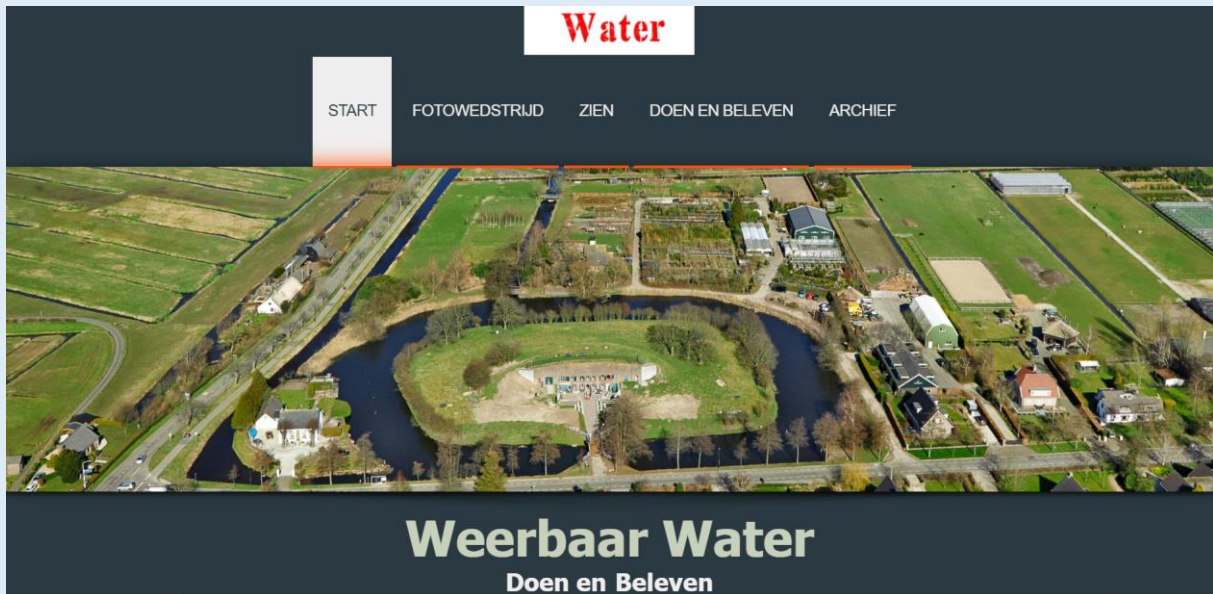 Water
START FOTOWEDSTRIJD ZIEN DOEN EN BELEVEN ARCHIEF
Weerbaar Water
Doen en Beleven